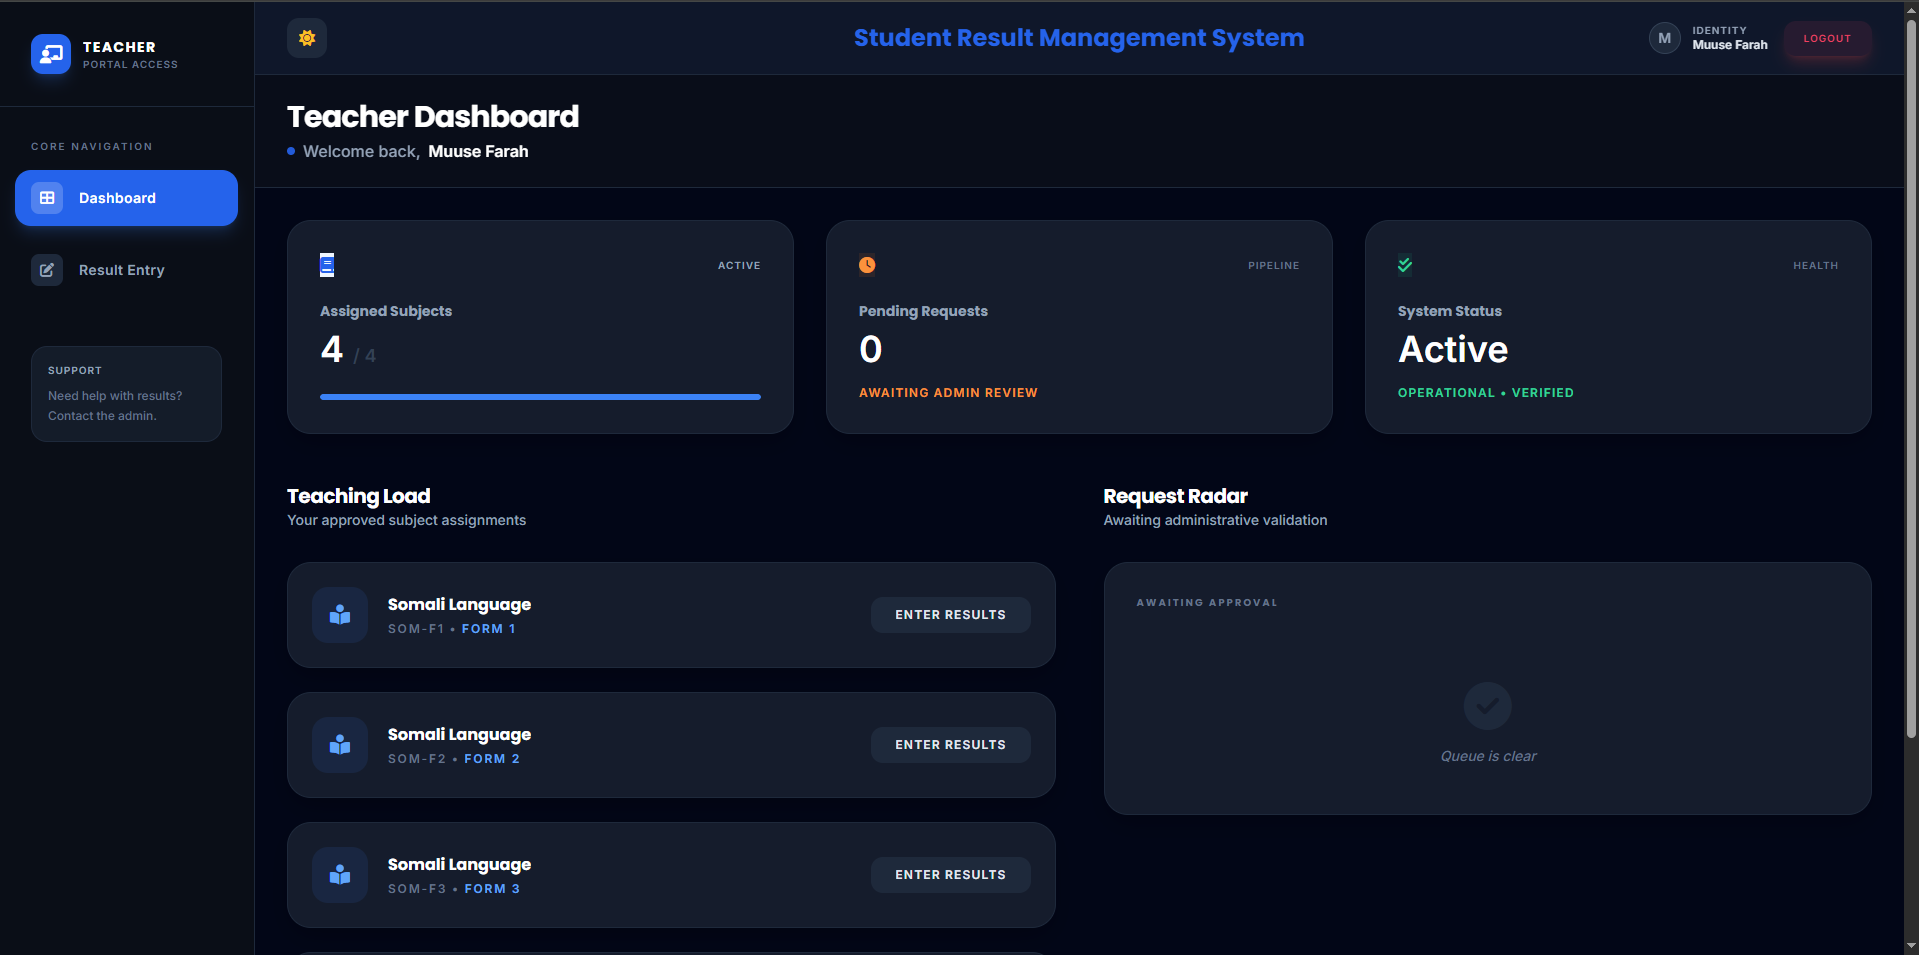 TEACHER
PORTAL ACCESS
CORE NAVIGATION
Dashboard
Result Entry
SUPPORT
Need help with results?
Contact the admin.
Student Result Management System
M
IDENTITY
Muuse Farah
LOGOUT
Teacher Dashboard
Welcome back, Muuse Farah
ACTIVE
Assigned Subjects
4 / 4
PIPELINE
Pending Requests
0
AWAITING ADMIN REVIEW
HEALTH
System Status
Active
OPERATIONAL • VERIFIED
Teaching Load
Your approved subject assignments
Somali Language
SOM-F1 • FORM 1
ENTER RESULTS
Somali Language
SOM-F2 • FORM 2
ENTER RESULTS
Somali Language
SOM-F3 • FORM 3
ENTER RESULTS
Request Radar
Awaiting administrative validation
AWAITING APPROVAL
Queue is clear